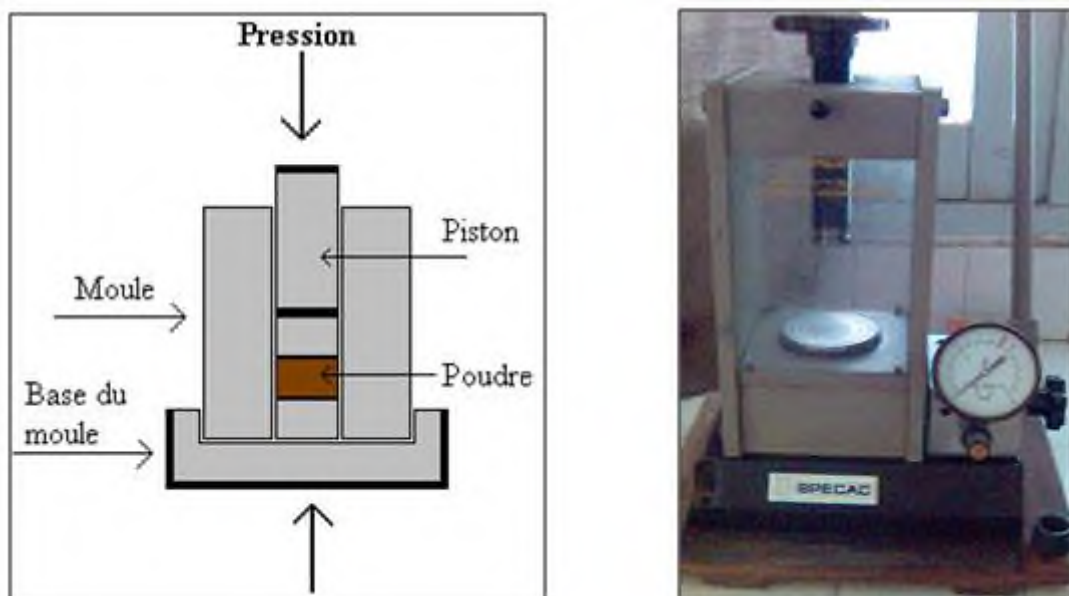 Pression
Piston
Moule
Poudre
Base du
moule
SPECAC